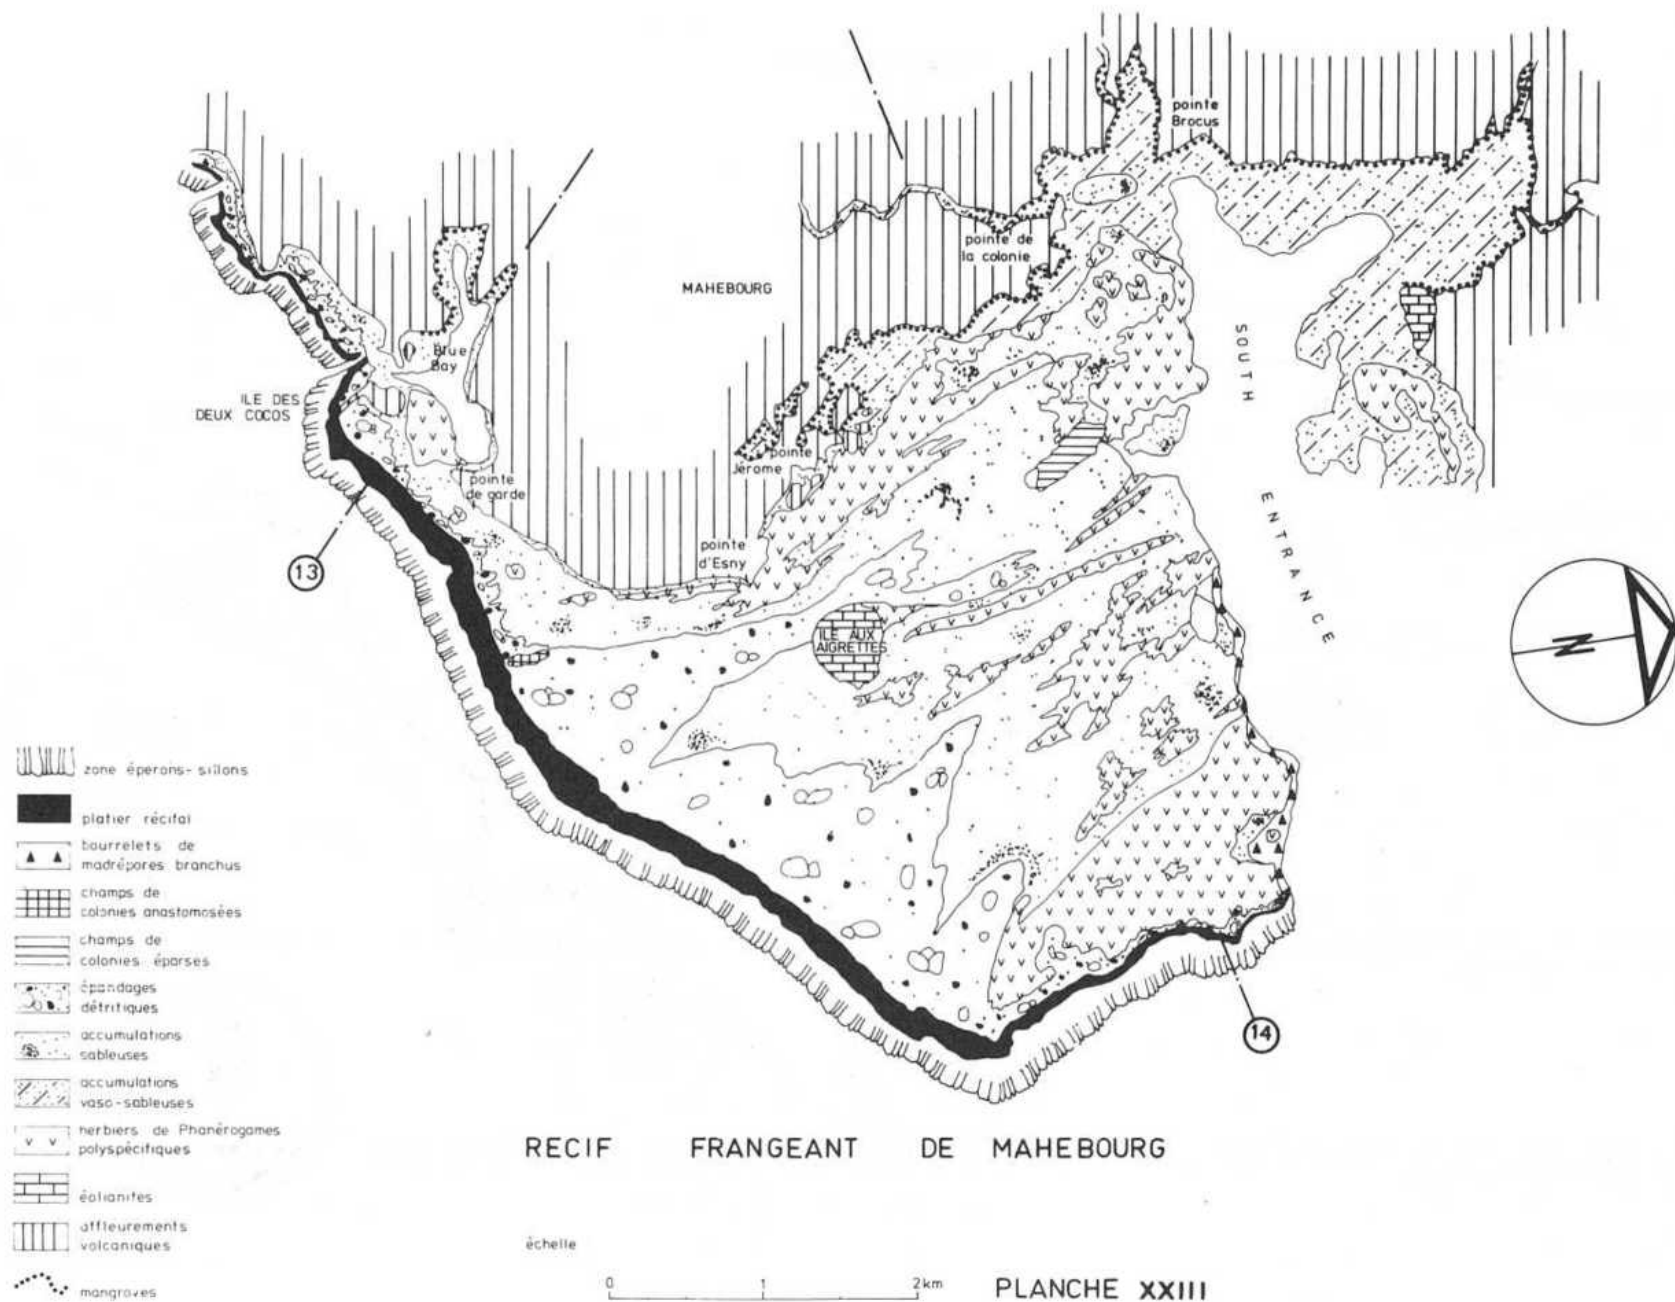 pointe
Brocus
pointe de
la colonie
MAHEBOURG
Blue
Bay
ILE DES
DEUX COCOS
SOUTH ENTRANCE
pointe
Jérome
pointe
de garde
13
pointe
d'Esny
ILE AUX
AIGRETTES
N
14
zone éperons-sillons
platier récifal
bourrelets de
madrépores branchus
champs de
colonies anastomosées
champs de
colonies éparses
épandages
détritiques
accumulations
sableuses
accumulations
vaso-sableuses
herbiers de Phanérogames
polyspécifiques
éolianites
affleurements
volcaniques
mangroves
RECIF FRANGEANT DE MAHEBOURG
échelle
0 1 2km
PLANCHE XXIII